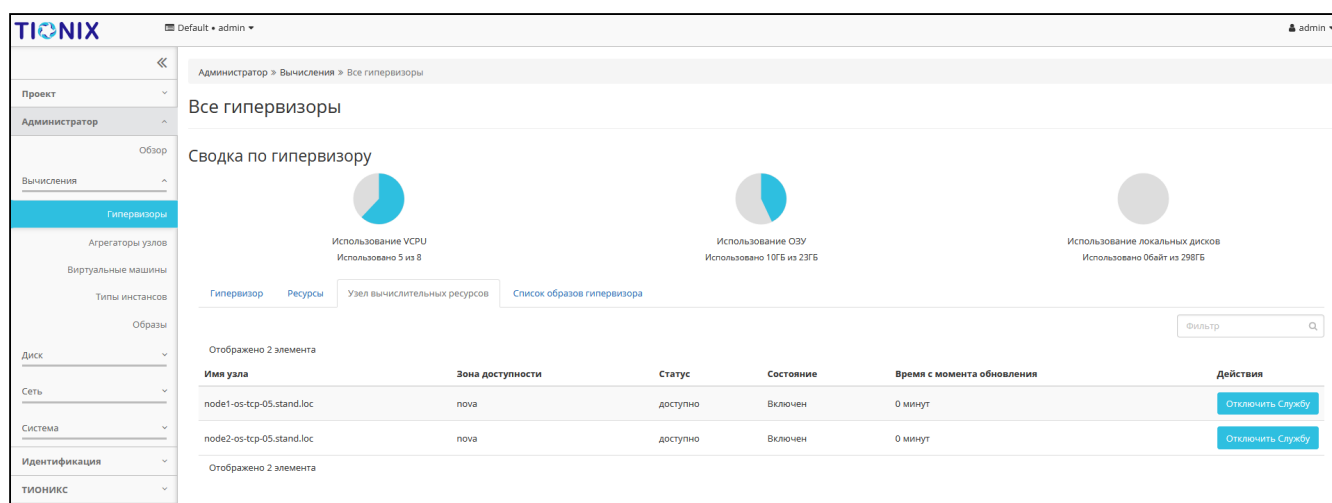 TIONIX
Default • admin
admin
Администратор » Вычисления » Все гипервизоры
Проект
Администратор
Обзор
Вычисления
Гипервизоры
Агрегаторы узлов
Виртуальные машины
Типы инстансов
Образы
Диск
Сеть
Система
Идентификация
ТИОНИКС
Все гипервизоры
Сводка по гипервизору
Использование VCPU
Использовано 5 из 8
Использование ОЗУ
Использовано 10ГБ из 23ГБ
Использование локальных дисков
Использовано 0байт из 298ГБ
Гипервизор Ресурсы Узел вычислительных ресурсов Список образов гипервизора
Фильтр
Отображено 2 элемента
Имя узла Зона доступности Статус Состояние Время с момента обновления Действия
node1-os-tcp-05.stand.loc nova доступно Включен 0 минут Отключить Службу
node2-os-tcp-05.stand.loc nova доступно Включен 0 минут Отключить Службу
Отображено 2 элемента